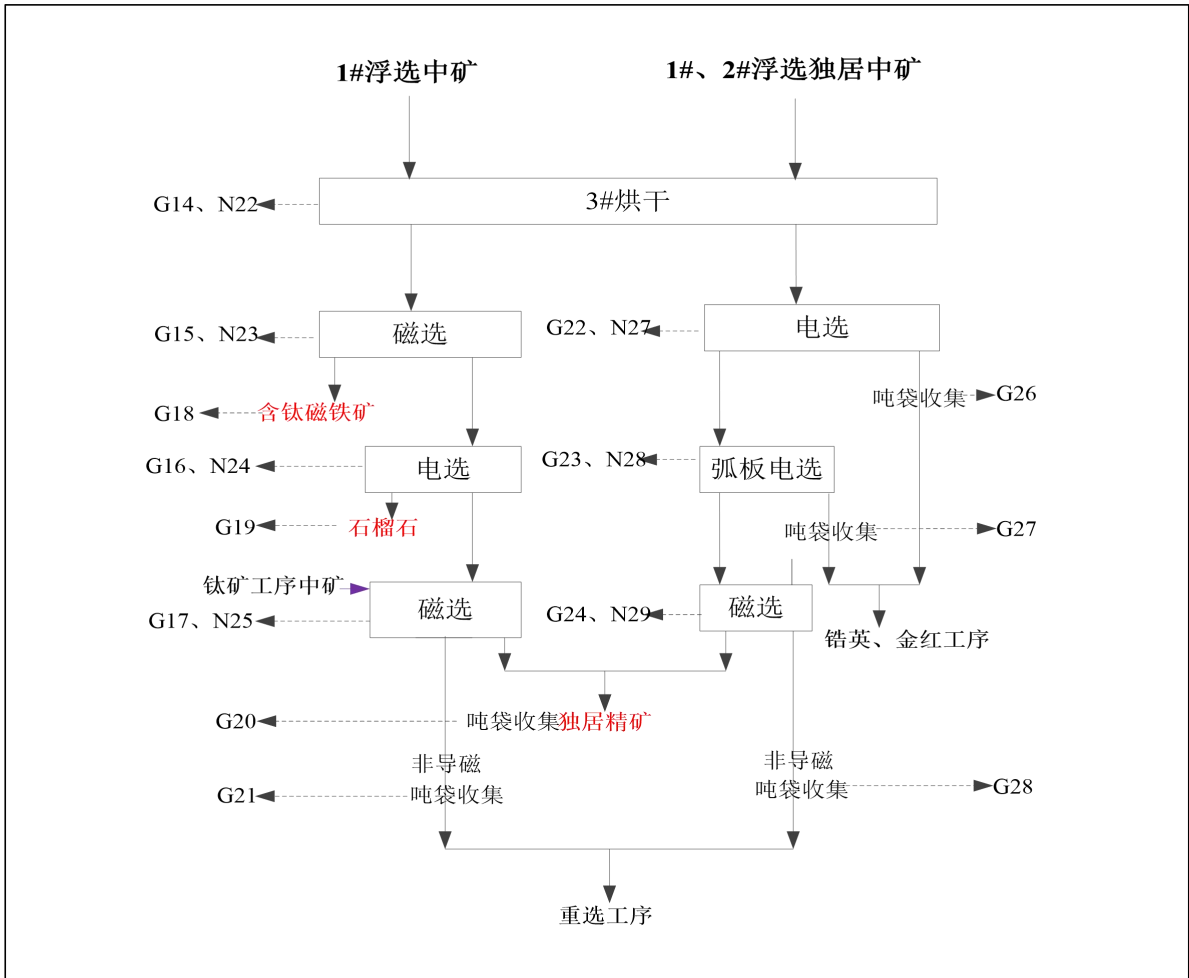 1#浮选中矿
1#、2#浮选独居中矿
G14、N22
3#烘干
G15、N23
磁选
G22、N27
电选
G18
含钛磁铁矿
吨袋收集
G26
G16、N24
电选
G23、N28
弧板电选
G19
石榴石
吨袋收集
G27
钛矿工序中矿
G17、N25
磁选
G24、N29
磁选
锆英、金红工序
G20
吨袋收集独居精矿
非导磁
非导磁
G21
吨袋收集
吨袋收集
G28
重选工序